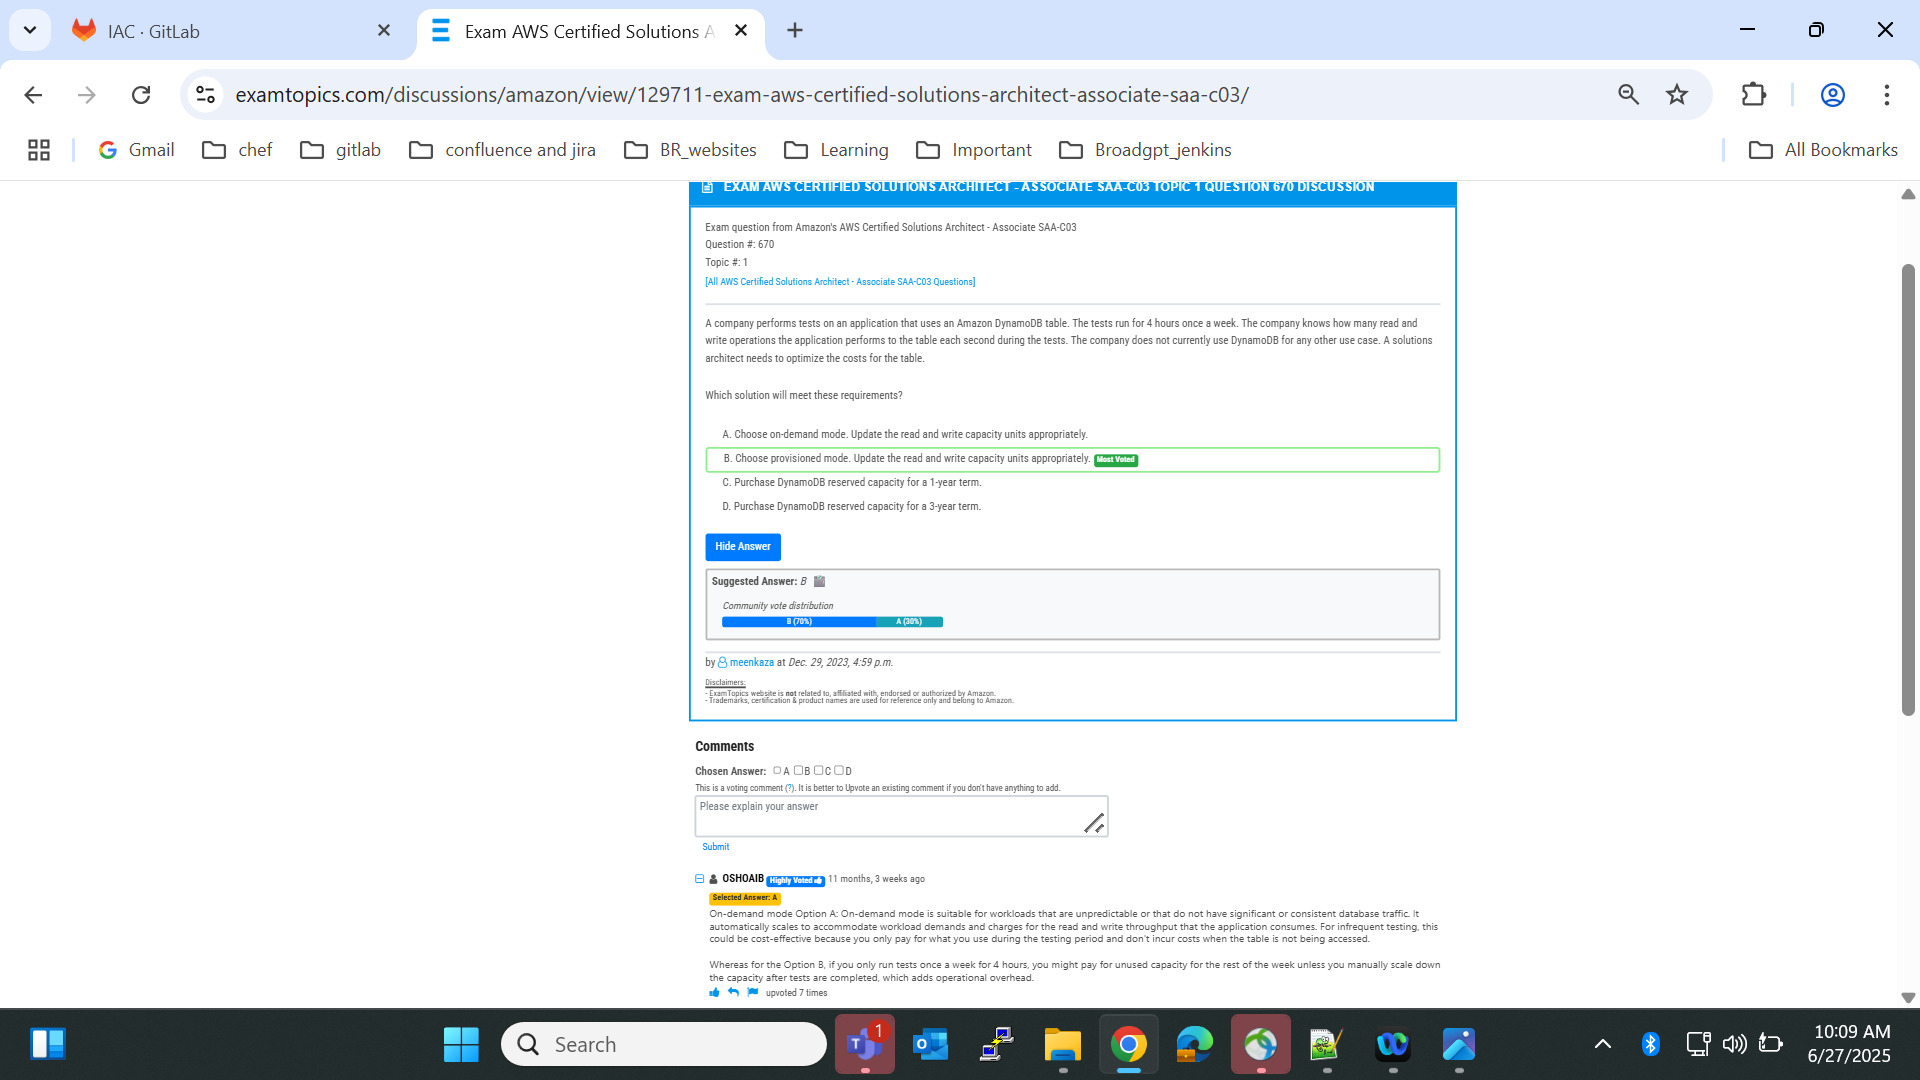 IAC · GitLab
Exam AWS Certified Solutions A
examtopics.com/discussions/amazon/view/129711-exam-aws-certified-solutions-architect-associate-saa-c03/
Gmail
chef
gitlab
confluence and jira
BR_websites
Learning
Important
Broadgpt_jenkins
All Bookmarks
EXAM AWS CERTIFIED SOLUTIONS ARCHITECT - ASSOCIATE SAA-C03 TOPIC 1 QUESTION 670 DISCUSSION
Exam question from Amazon's AWS Certified Solutions Architect - Associate SAA-C03
Question #: 670
Topic #: 1
[All AWS Certified Solutions Architect - Associate SAA-C03 Questions]
A company performs tests on an application that uses an Amazon DynamoDB table. The tests run for 4 hours once a week. The company knows how many read and
write operations the application performs to the table each second during the tests. The company does not currently use DynamoDB for any other use case. A solutions
architect needs to optimize the costs for the table.
Which solution will meet these requirements?
A. Choose on-demand mode. Update the read and write capacity units appropriately.
B. Choose provisioned mode. Update the read and write capacity units appropriately. Most Voted
C. Purchase DynamoDB reserved capacity for a 1-year term.
D. Purchase DynamoDB reserved capacity for a 3-year term.
Hide Answer
Suggested Answer: B
Community vote distribution
B (70%) A (30%)
by meenkaza at Dec. 29, 2023, 4:59 p.m.
Disclaimers:
- ExamTopics website is not related to, affiliated with, endorsed or authorized by Amazon.
- Trademarks, certification & product names are used for reference only and belong to Amazon.
Comments
Chosen Answer: A B C D
This is a voting comment (?). It is better to Upvote an existing comment if you don't have anything to add.
Please explain your answer
Submit
OSHOAIB Highly Voted 11 months, 3 weeks ago
Selected Answer: A
On-demand mode Option A: On-demand mode is suitable for workloads that are unpredictable or that do not have significant or consistent database traffic. It
automatically scales to accommodate workload demands and charges for the read and write throughput that the application consumes. For infrequent testing, this
could be cost-effective because you only pay for what you use during the testing period and don't incur costs when the table is not being accessed.
Whereas for the Option B, if you only run tests once a week for 4 hours, you might pay for unused capacity for the rest of the week unless you manually scale down
the capacity after tests are completed, which adds operational overhead.
upvoted 7 times
Search
1
10:09 AM
6/27/2025